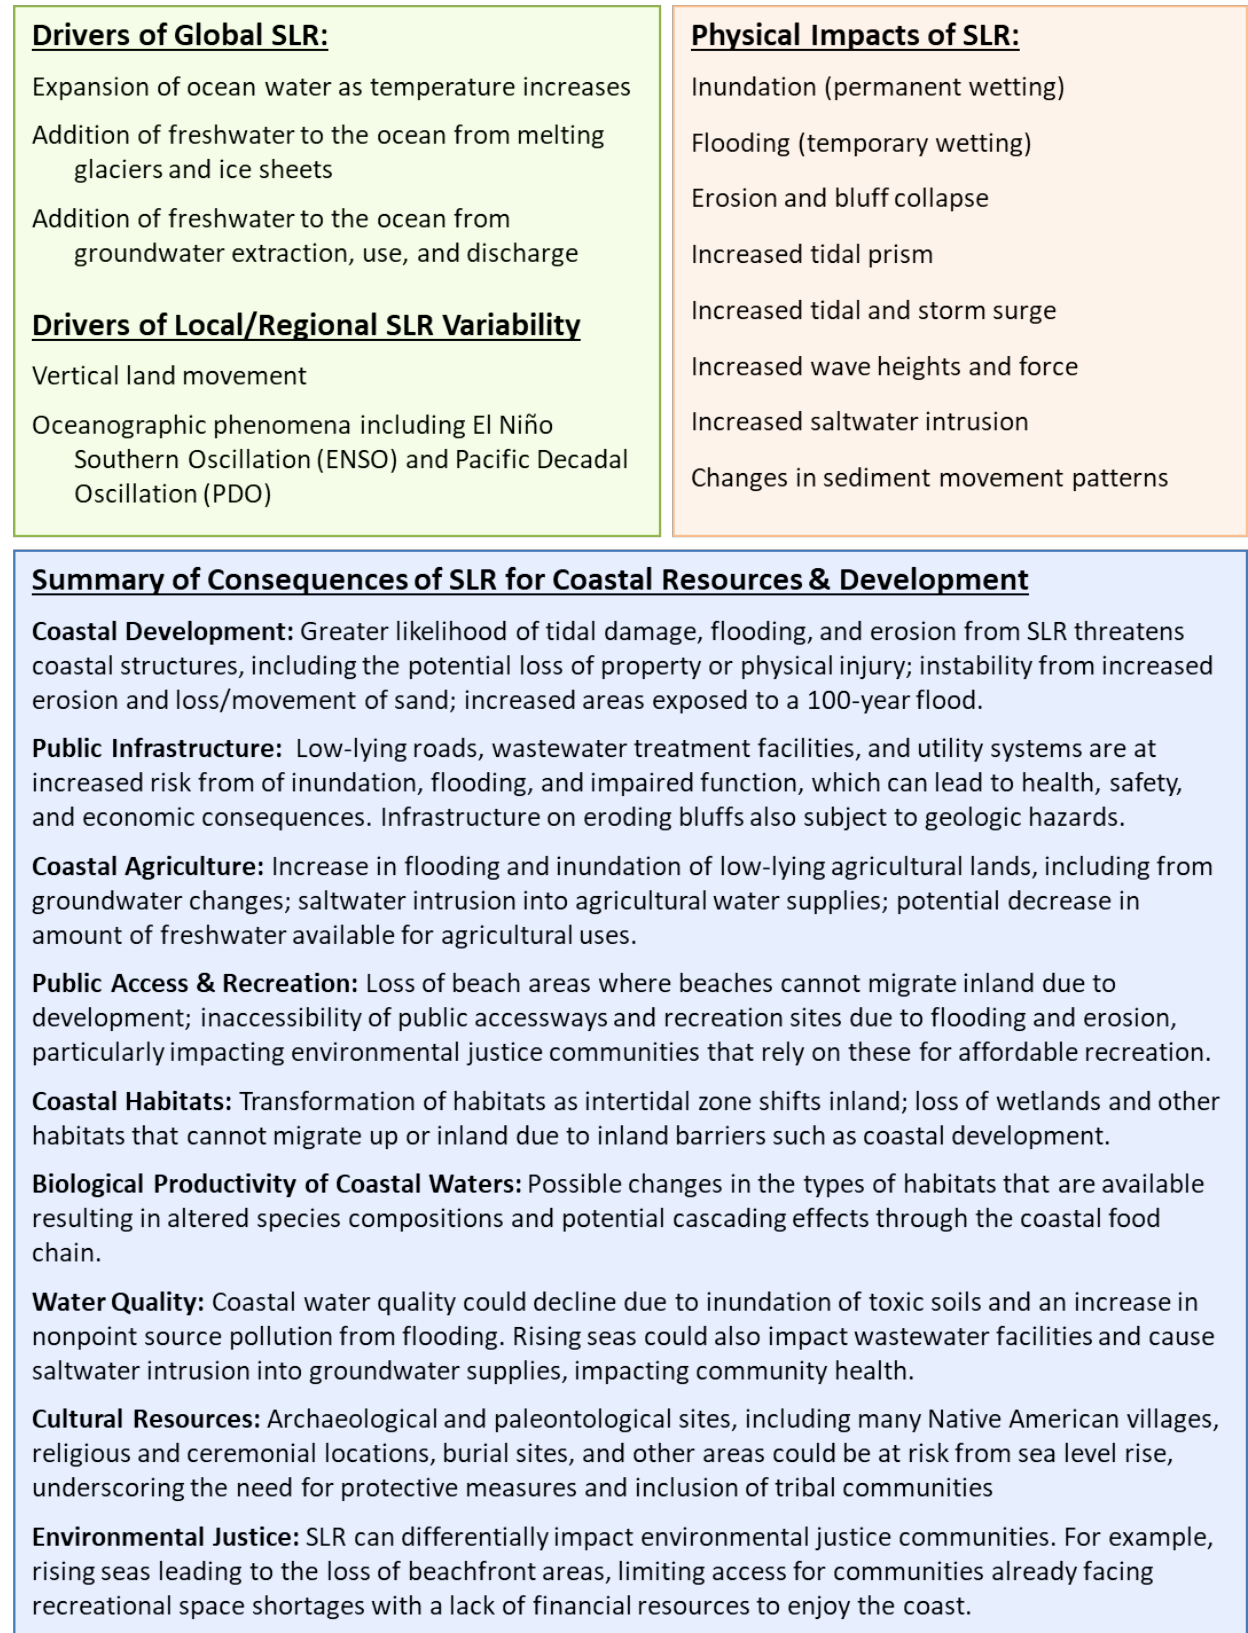 Drivers of Global SLR:
Expansion of ocean water as temperature increases
Addition of freshwater to the ocean from melting
glaciers and ice sheets
Addition of freshwater to the ocean from
groundwater extraction, use, and discharge
Drivers of Local/Regional SLR Variability
Vertical land movement
Oceanographic phenomena including El Niño
Southern Oscillation (ENSO) and Pacific Decadal
Oscillation (PDO)
Physical Impacts of SLR:
Inundation (permanent wetting)
Flooding (temporary wetting)
Erosion and bluff collapse
Increased tidal prism
Increased tidal and storm surge
Increased wave heights and force
Increased saltwater intrusion
Changes in sediment movement patterns
Summary of Consequences of SLR for Coastal Resources & Development
Coastal Development: Greater likelihood of tidal damage, flooding, and erosion from SLR threatens
coastal structures, including the potential loss of property or physical injury; instability from increased
erosion and loss/movement of sand; increased areas exposed to a 100-year flood.
Public Infrastructure: Low-lying roads, wastewater treatment facilities, and utility systems are at
increased risk from of inundation, flooding, and impaired function, which can lead to health, safety,
and economic consequences. Infrastructure on eroding bluffs also subject to geologic hazards.
Coastal Agriculture: Increase in flooding and inundation of low-lying agricultural lands, including from
groundwater changes; saltwater intrusion into agricultural water supplies; potential decrease in
amount of freshwater available for agricultural uses.
Public Access & Recreation: Loss of beach areas where beaches cannot migrate inland due to
development; inaccessibility of public accessways and recreation sites due to flooding and erosion,
particularly impacting environmental justice communities that rely on these for affordable recreation.
Coastal Habitats: Transformation of habitats as intertidal zone shifts inland; loss of wetlands and other
habitats that cannot migrate up or inland due to inland barriers such as coastal development.
Biological Productivity of Coastal Waters: Possible changes in the types of habitats that are available
resulting in altered species compositions and potential cascading effects through the coastal food
chain.
Water Quality: Coastal water quality could decline due to inundation of toxic soils and an increase in
nonpoint source pollution from flooding. Rising seas could also impact wastewater facilities and cause
saltwater intrusion into groundwater supplies, impacting community health.
Cultural Resources: Archaeological and paleontological sites, including many Native American villages,
religious and ceremonial locations, burial sites, and other areas could be at risk from sea level rise,
underscoring the need for protective measures and inclusion of tribal communities
Environmental Justice: SLR can differentially impact environmental justice communities. For example,
rising seas leading to the loss of beachfront areas, limiting access for communities already facing
recreational space shortages with a lack of financial resources to enjoy the coast.